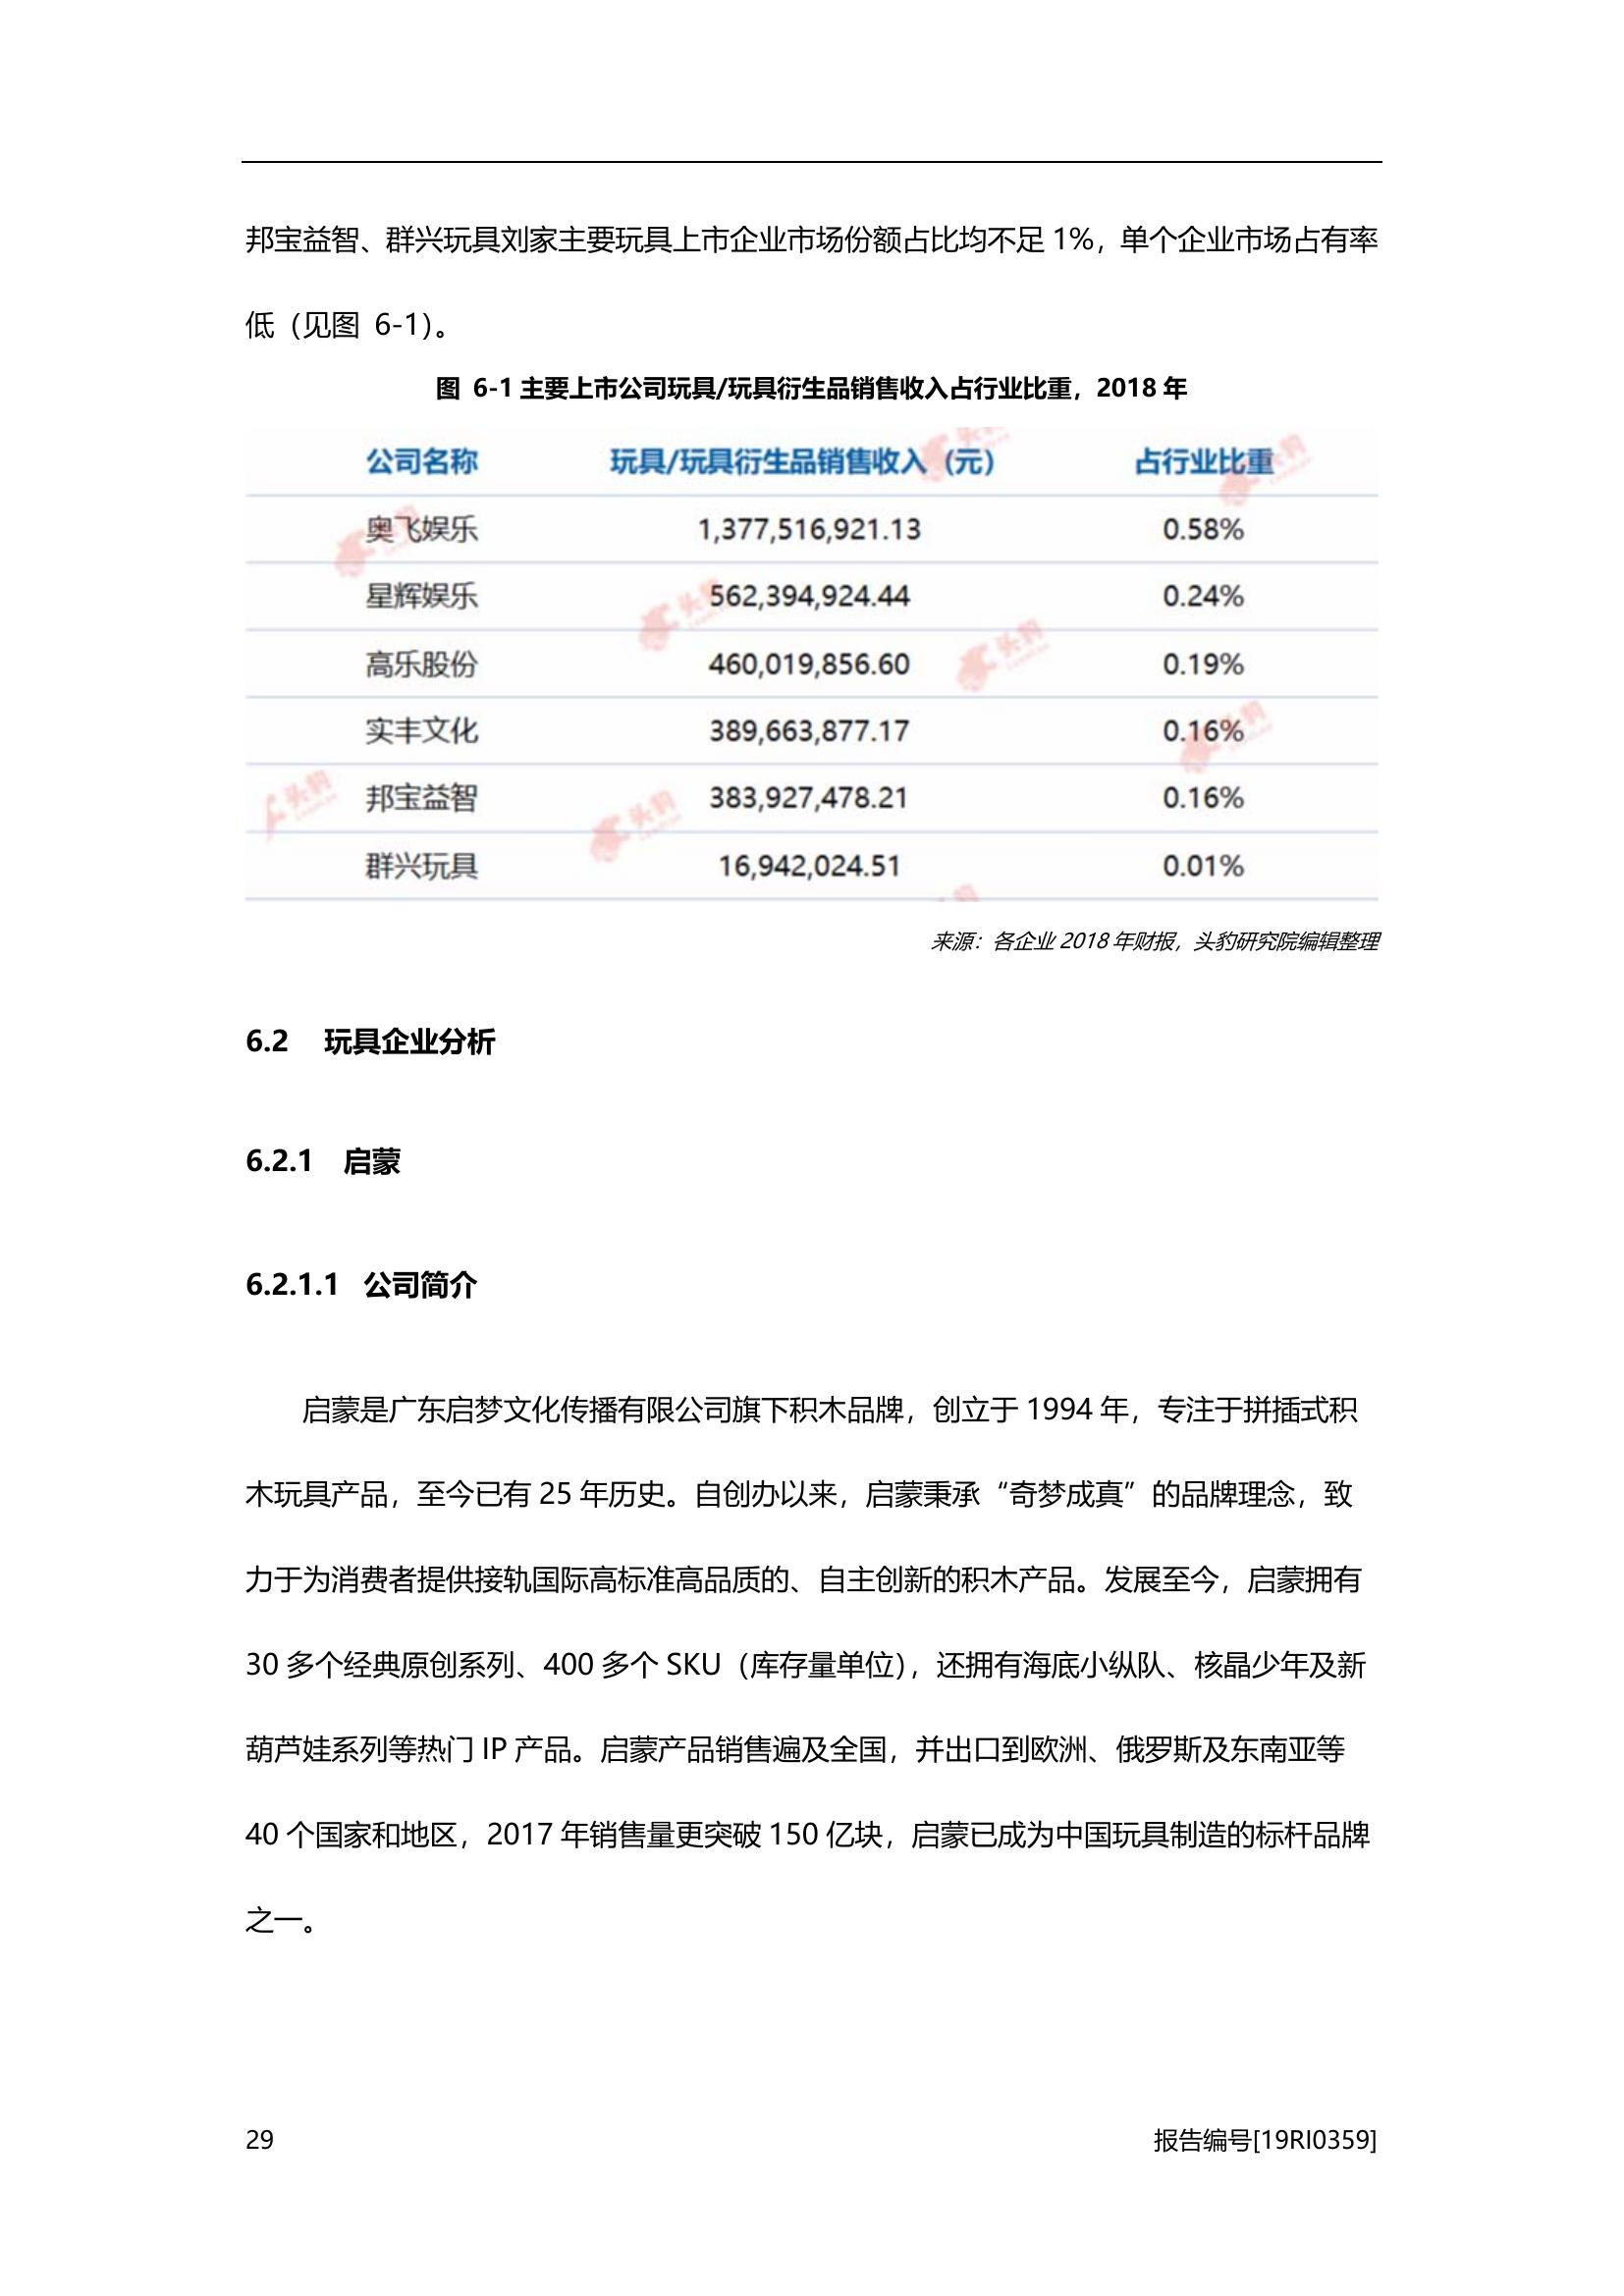 邦宝益智、群兴玩具刘家主要玩具上市企业市场份额占比均不足 1%，单个企业市场占有率
低（见图 6-1）。
图 6-1 主要上市公司玩具/玩具衍生品销售收入占行业比重，2018 年
公司名称 玩具/玩具衍生品销售收入（元） 占行业比重
奥飞娱乐 1,377,516,921.13 0.58%
星辉娱乐 562,394,924.44 0.24%
高乐股份 460,019,856.60 0.19%
实丰文化 389,663,877.17 0.16%
邦宝益智 383,927,478.21 0.16%
群兴玩具 16,942,024.51 0.01%
来源：各企业 2018 年财报，头豹研究院编辑整理
6.2 玩具企业分析
6.2.1 启蒙
6.2.1.1 公司简介
启蒙是广东启梦文化传播有限公司旗下积木品牌，创立于 1994 年，专注于拼插式积
木玩具产品，至今已有 25 年历史。自创办以来，启蒙秉承“奇梦成真”的品牌理念，致
力于为消费者提供接轨国际高标准高品质的、自主创新的积木产品。发展至今，启蒙拥有
30 多个经典原创系列、400 多个 SKU（库存量单位），还拥有海底小纵队、核晶少年及新
葫芦娃系列等热门 IP 产品。启蒙产品销售遍及全国，并出口到欧洲、俄罗斯及东南亚等
40 个国家和地区，2017 年销售量更突破 150 亿块，启蒙已成为中国玩具制造的标杆品牌
之一。
29 报告编号[19RI0359]